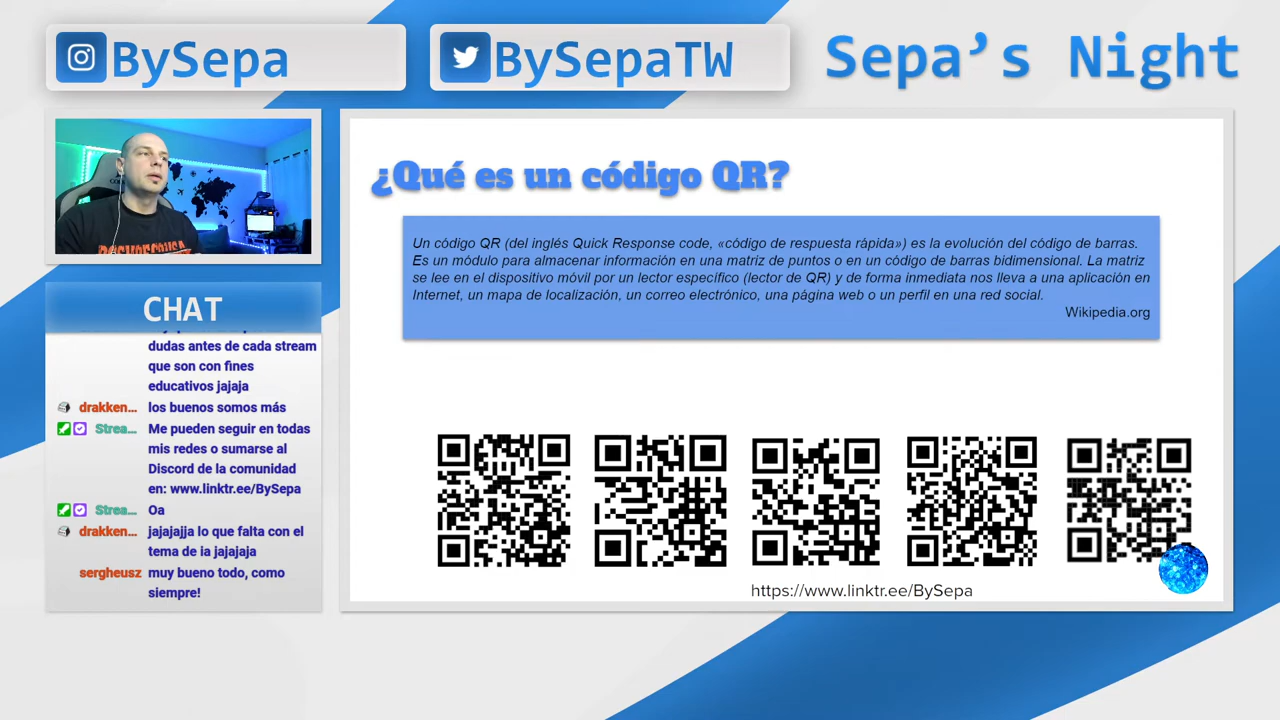 BySepa
BySepaTW
Sepa’s Night
¿Qué es un código QR?
Un código QR (del inglés Quick Response code, «código de respuesta rápida») es la evolución del código de barras.
Es un módulo para almacenar información en una matriz de puntos o en un código de barras bidimensional. La matriz
se lee en el dispositivo móvil por un lector específico (lector de QR) y de forma inmediata nos lleva a una aplicación en
Internet, un mapa de localización, un correo electrónico, una página web o un perfil en una red social.
Wikipedia.org
https://www.linktr.ee/BySepa
CHAT
dudas antes de cada stream
que son con fines
educativos jajaja
drakken... los buenos somos más
Strea... Me pueden seguir en todas
mis redes o sumarse al
Discord de la comunidad
en: www.linktr.ee/BySepa
Strea... Oa
drakken... jajajajja lo que falta con el
tema de ia jajajaja
sergheusz muy bueno todo, como
siempre!